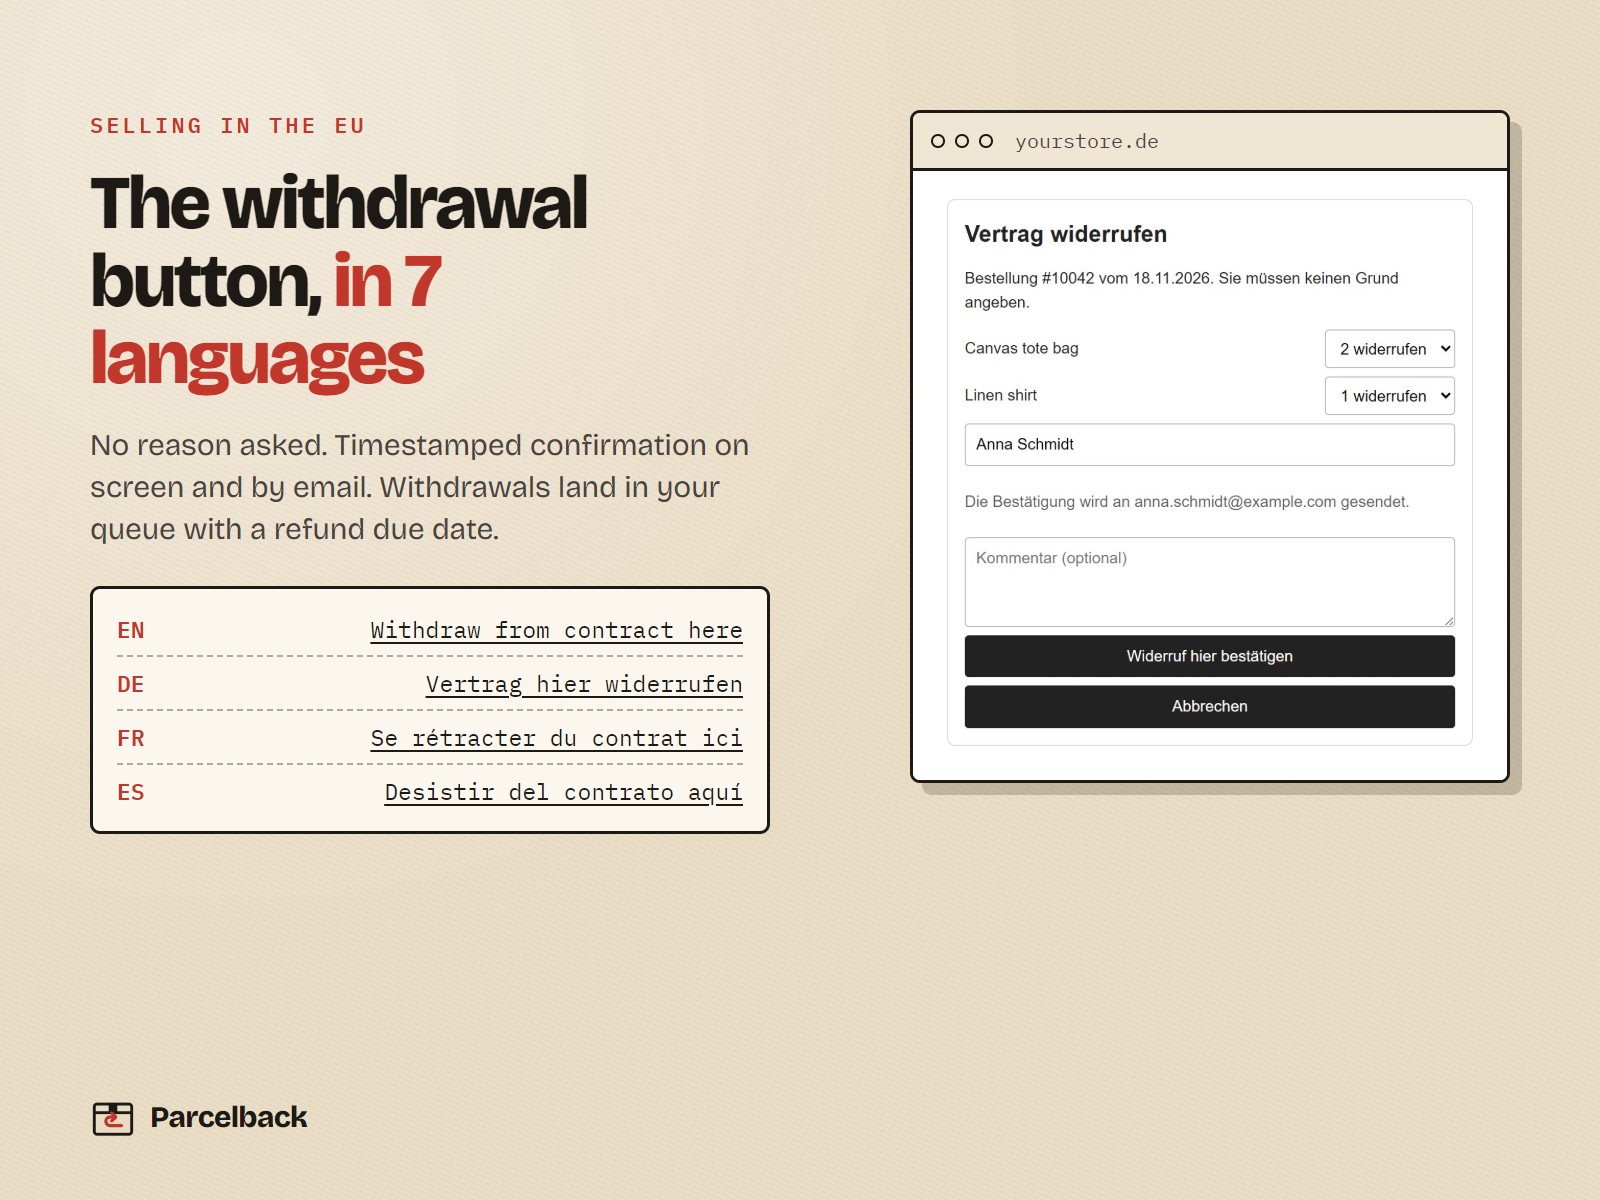 SELLING IN THE EU
The withdrawal
button, in 7
languages
No reason asked. Timestamped confirmation on
screen and by email. Withdrawals land in your
queue with a refund due date.
EN Withdraw from contract here
DE Vertrag hier widerrufen
FR Se rétracter du contrat ici
ES Desistir del contrato aquí
yourstore.de
Vertrag widerrufen
Bestellung #10042 vom 18.11.2026. Sie müssen keinen Grund
angeben.
Canvas tote bag 2 widerrufen
Linen shirt 1 widerrufen
Anna Schmidt
Die Bestätigung wird an anna.schmidt@example.com gesendet.
Kommentar (optional)
Widerruf hier bestätigen
Abbrechen
Parcelback